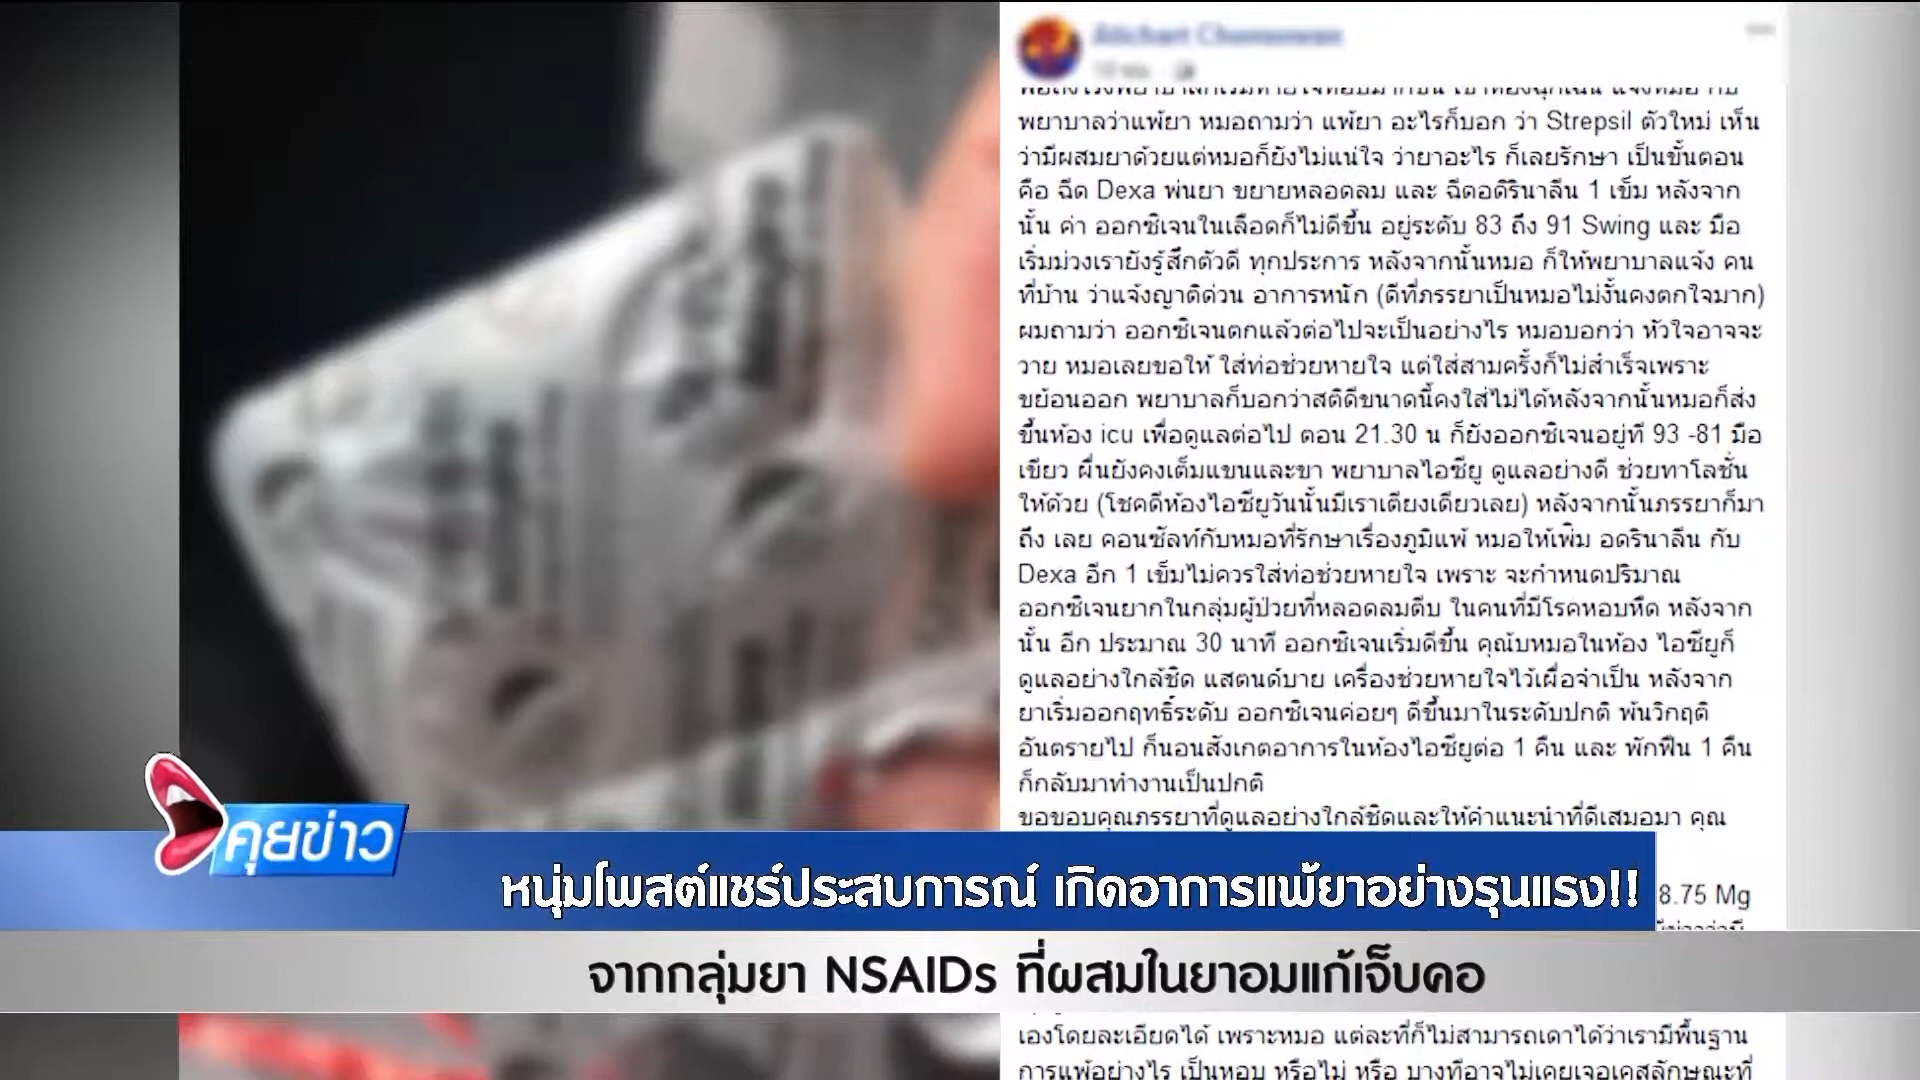 พยาบาลว่าแพ้ยา หมอถามว่า แพ้ยา อะไรก็บอก ว่า Strepsil ตัวใหม่ เห็น
ว่ามีผสมยาด้วยแต่หมอก็ยังไม่แน่ใจ ว่ายาอะไร ก็เลยรักษา เป็นขั้นตอน
คือ ฉีด Dexa พ่นยา ขยายหลอดลม และ ฉีดอดิรินาลีน 1 เข็ม หลังจาก
นั้น ค่า ออกซิเจนในเลือดก็ไม่ดีขึ้น อยู่ระดับ 83 ถึง 91 Swing และ มือ
เริ่มม่วงเรายังรู้สึกตัวดี ทุกประการ หลังจากนั้นหมอ ก็ให้พยาบาลแจ้ง คน
ที่บ้าน ว่าแจ้งญาติด่วน อาการหนัก (ดีที่ภรรยาเป็นหมอไม่งั้นคงตกใจมาก)
ผมถามว่า ออกซิเจนตกแล้วต่อไปจะเป็นอย่างไร หมอบอกว่า หัวใจอาจจะ
วาย หมอเลยขอให้ ใส่ท่อช่วยหายใจ แต่ใส่สามครั้งก็ไม่สำเร็จเพราะ
ขย้อนออก พยาบาลก็บอกว่าสติดีขนาดนี้คงใส่ไม่ได้หลังจากนั้นหมอก็ส่ง
ขึ้นห้อง icu เพื่อดูแลต่อไป ตอน 21.30 น ก็ยังออกซิเจนอยู่ที่ 93 -81 มือ
เขียว ผื่นยังคงเต็มแขนและขา พยาบาลไอซียู ดูแลอย่างดี ช่วยทาโลชั่น
ให้ด้วย (โชคดีห้องไอซียูวันนั้นมีเราเตียงเดียวเลย) หลังจากนั้นภรรยาก็มา
ถึง เลย คอนซัลท์กับหมอที่รักษาเรื่องภูมิแพ้ หมอให้เพิ่ม อดรินาลีน กับ
Dexa อีก 1 เข็มไม่ควรใส่ท่อช่วยหายใจ เพราะ จะกำหนดปริมาณ
ออกซิเจนยากในกลุ่มผู้ป่วยที่หลอดลมตีบ ในคนที่มีโรคหอบหืด หลังจาก
นั้น อีก ประมาณ 30 นาที ออกซิเจนเริ่มดีขึ้น คุณับหมอในห้อง ไอซียูก็
ดูแลอย่างใกล้ชิด แสตนด์บาย เครื่องช่วยหายใจไว้เผื่อจำเป็น หลังจาก
ยาเริ่มออกฤทธิ์ระดับ ออกซิเจนค่อยๆ ดีขึ้นมาในระดับปกติ พ้นวิกฤติ
อันตรายไป ก็นอนสังเกตอาการในห้องไอซียูต่อ 1 คืน และ พักฟื้น 1 คืน
ก็กลับมาทำงานเป็นปกติ
ขอขอบคุณภรรยาที่ดูแลอย่างใกล้ชิดและให้คำแนะนำที่ดีเสมอมา คุณ
คุยข่าว
หนุ่มโพสต์แชร์ประสบการณ์ เกิดอาการแพ้ยาอย่างรุนแรง!!
8.75 Mg
จากกลุ่มยา NSAIDs ที่ผสมในยาอมแก้เจ็บคอ
เองโดยละเอียดได้ เพราะหมอ แต่ละที่ก็ไม่สามารถเดาได้ว่าเรามีพื้นฐาน
การแพ้อย่างไร เป็นหอบ หรือไม่ หรือ บางทีอาจไม่เคยเจอเคสลักษณะที่